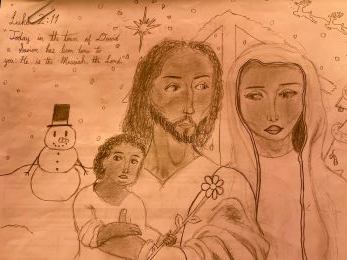 Luke 2:11
Today in the town of David
a Savior has been born to
you. He is the Messiah, the Lord.